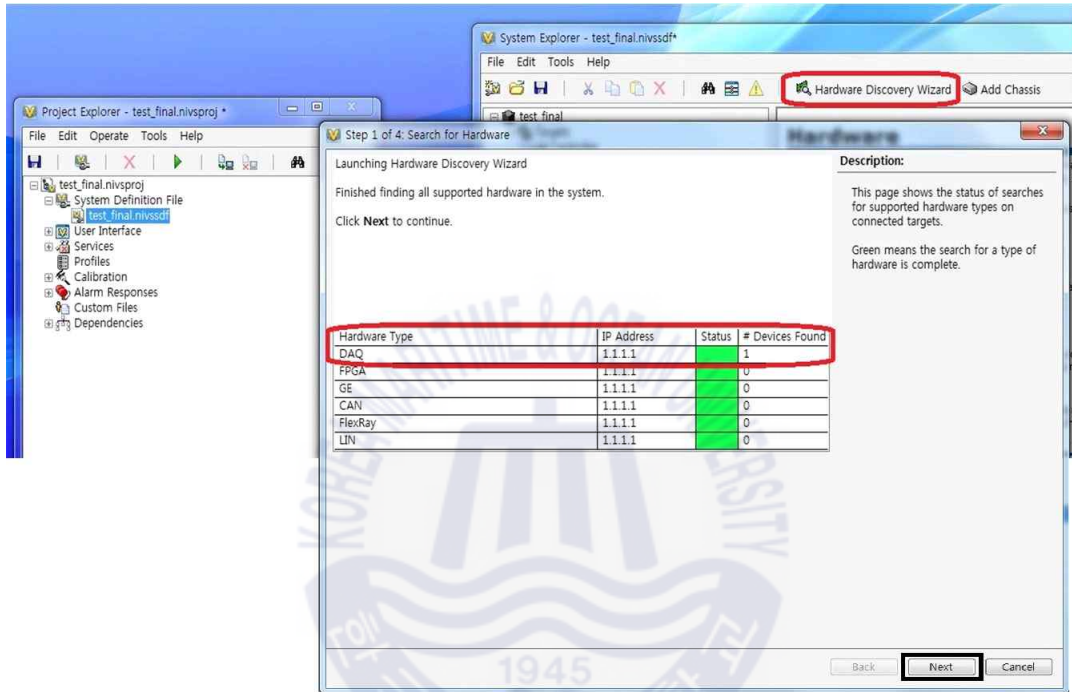 System Explorer - test_final.nivssdf*
File Edit Tools Help
Hardware Discovery Wizard Add Chassis
test final
Hardware
Project Explorer - test_final.nivsproj *
File Edit Operate Tools Help
test_final.nivsproj
System Definition File
test_final.nivssdf
User Interface
Services
Profiles
Calibration
Alarm Responses
Custom Files
Dependencies
Step 1 of 4: Search for Hardware
Launching Hardware Discovery Wizard
Finished finding all supported hardware in the system.
Click Next to continue.
Hardware Type IP Address Status # Devices Found
DAQ 1.1.1.1 1
FPGA 1.1.1.1 0
GE 1.1.1.1 0
CAN 1.1.1.1 0
FlexRay 1.1.1.1 0
LIN 1.1.1.1 0
Description:
This page shows the status of searches
for supported hardware types on
connected targets.
Green means the search for a type of
hardware is complete.
Back Next Cancel
KOREA MARITIME & OCEAN UNIVERSITY
1945